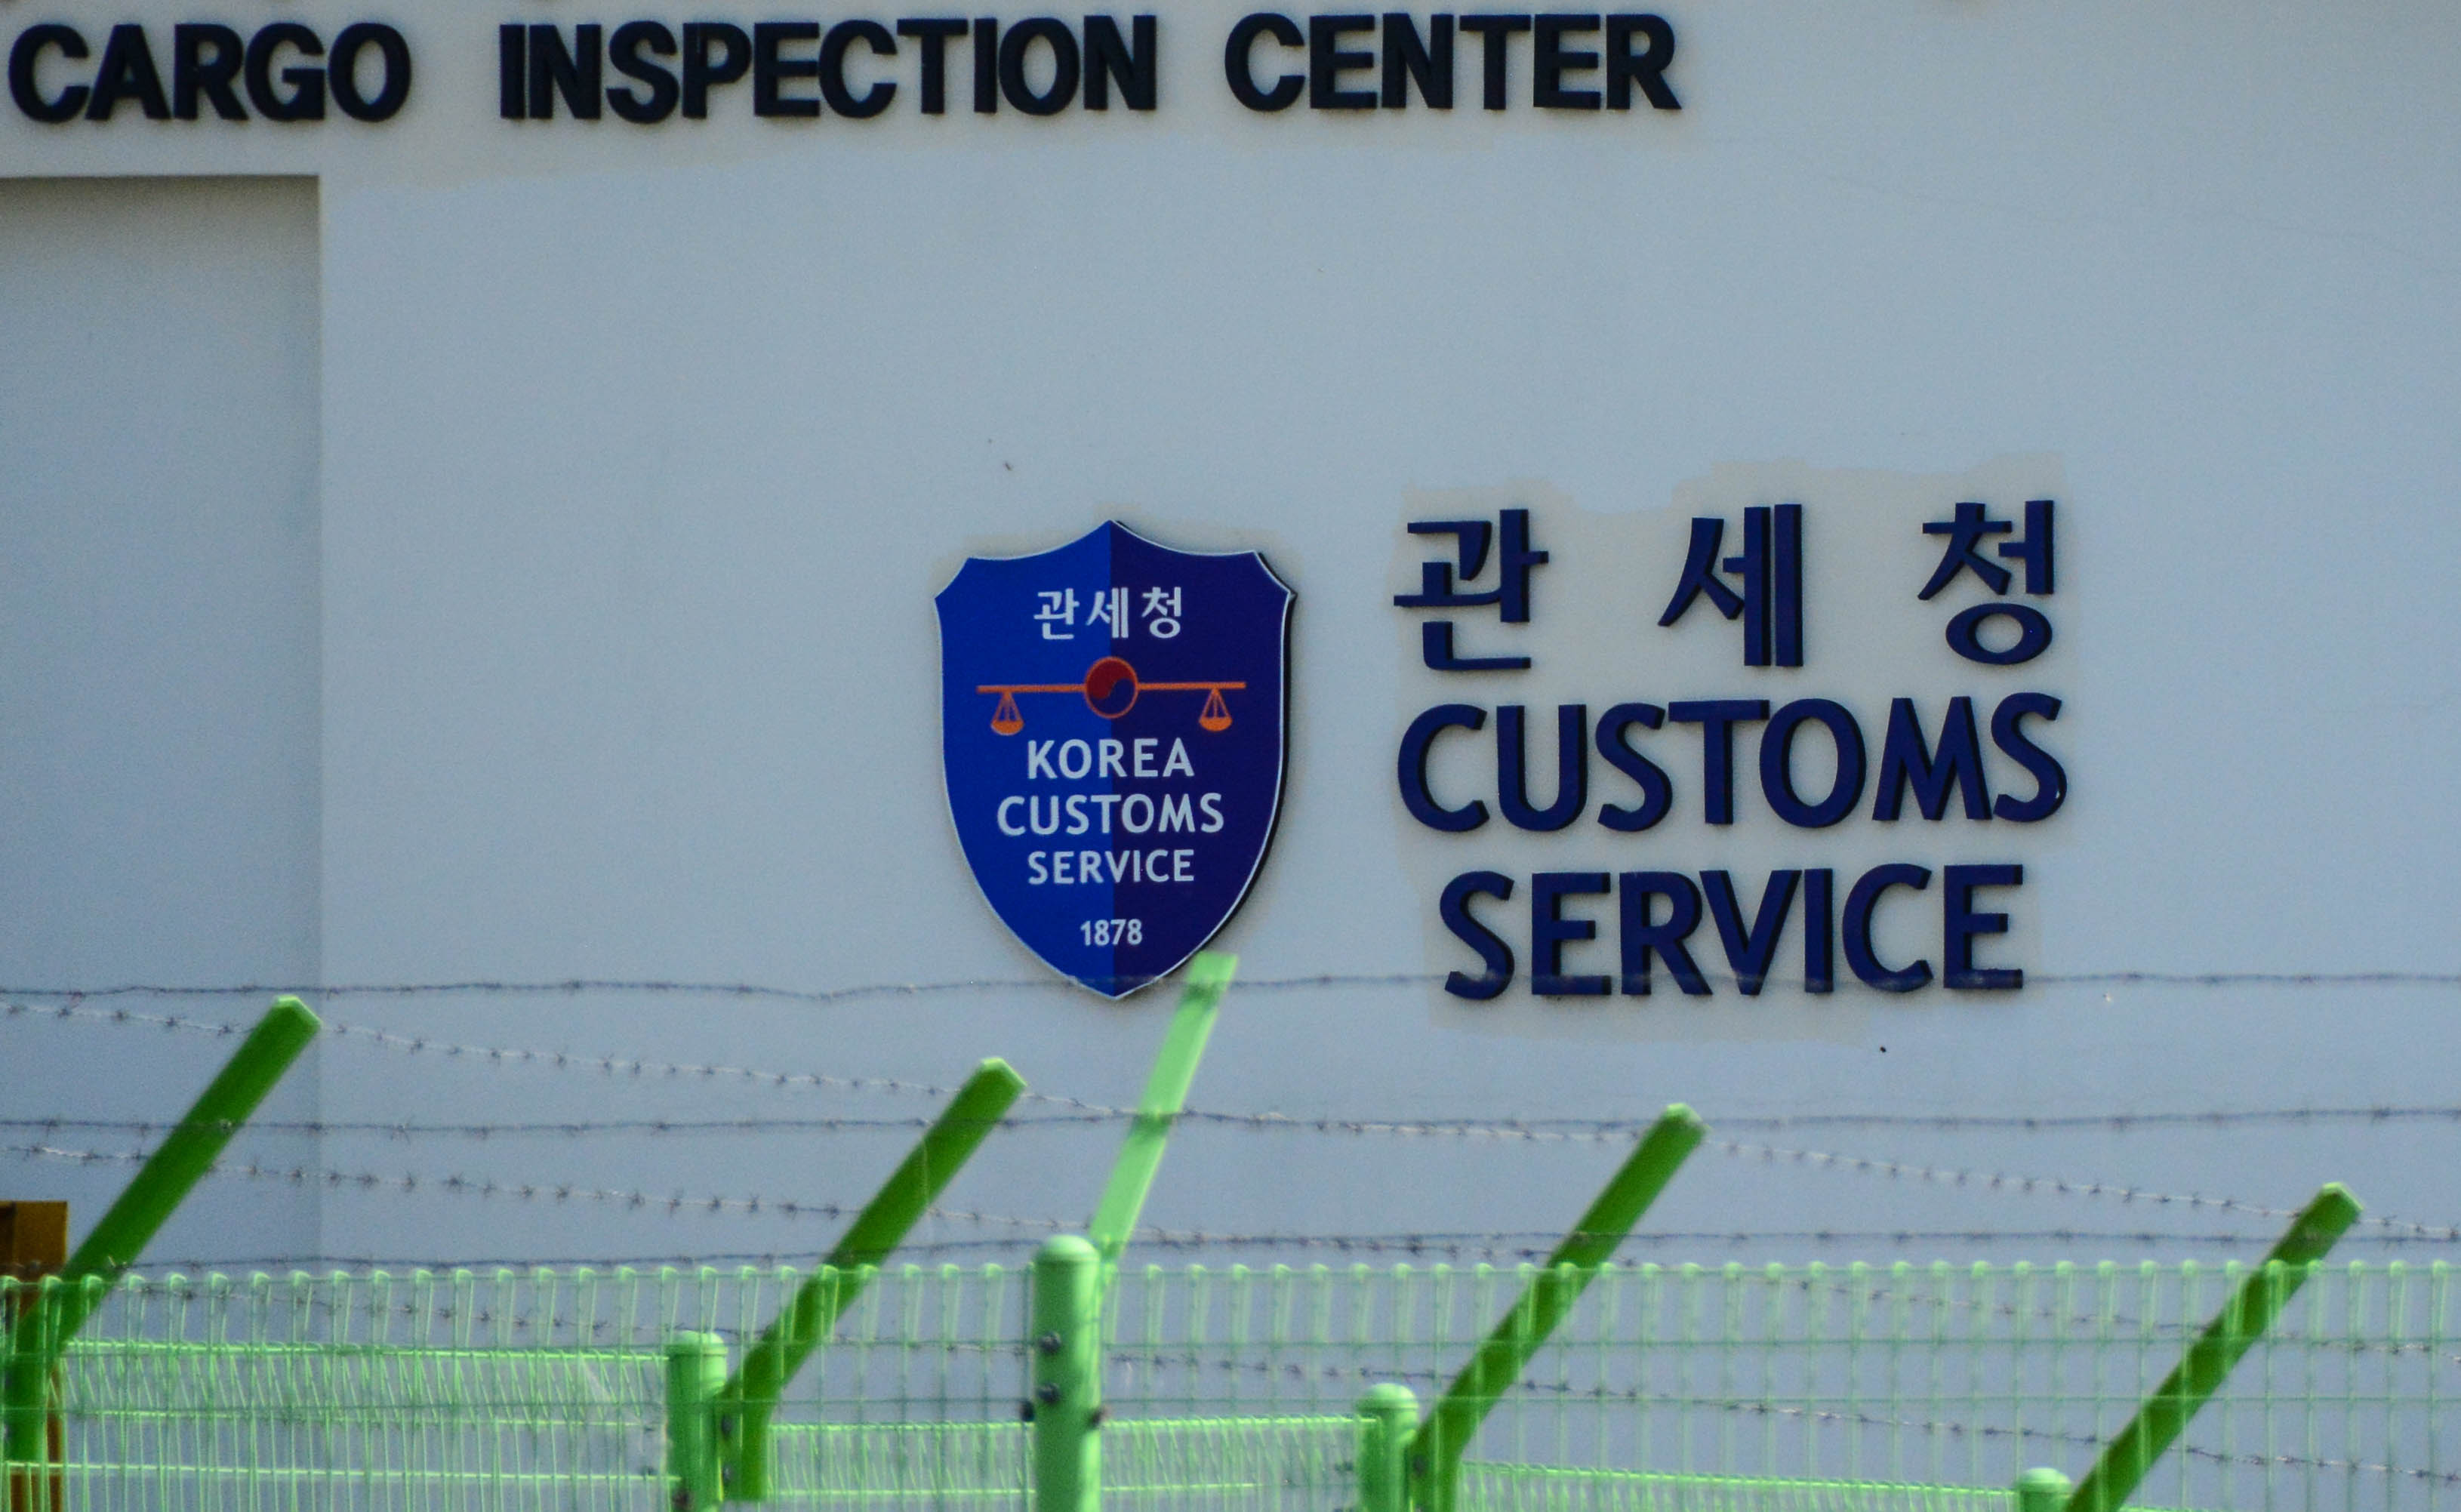 CARGO INSPECTION CENTER
관세청
KOREA
CUSTOMS
SERVICE
1878
관 세 청
CUSTOMS
SERVICE